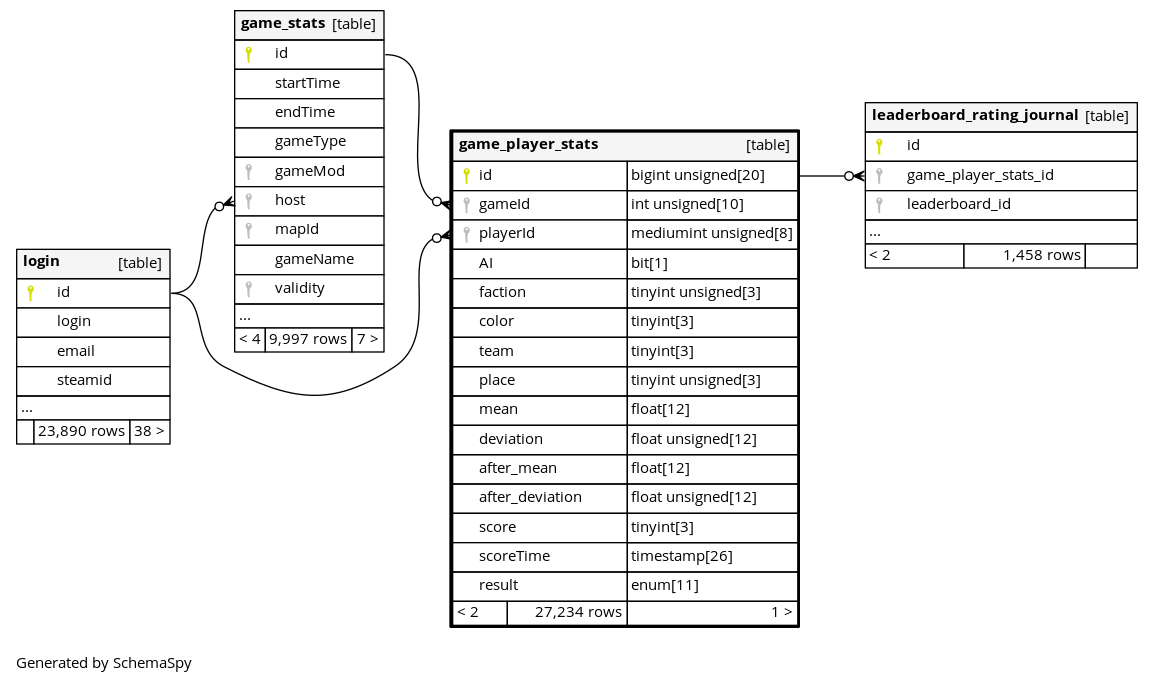 game_stats [table]
id
startTime
endTime
gameType
gameMod
host
mapId
gameName
validity
...
< 4 9,997 rows 7 >
login [table]
id
login
email
steamid
...
23,890 rows 38 >
game_player_stats [table]
id bigint unsigned[20]
gameId int unsigned[10]
playerId mediumint unsigned[8]
AI bit[1]
faction tinyint unsigned[3]
color tinyint[3]
team tinyint[3]
place tinyint unsigned[3]
mean float[12]
deviation float unsigned[12]
after_mean float[12]
after_deviation float unsigned[12]
score tinyint[3]
scoreTime timestamp[26]
result enum[11]
< 2 27,234 rows 1 >
leaderboard_rating_journal [table]
id
game_player_stats_id
leaderboard_id
...
< 2 1,458 rows
Generated by SchemaSpy